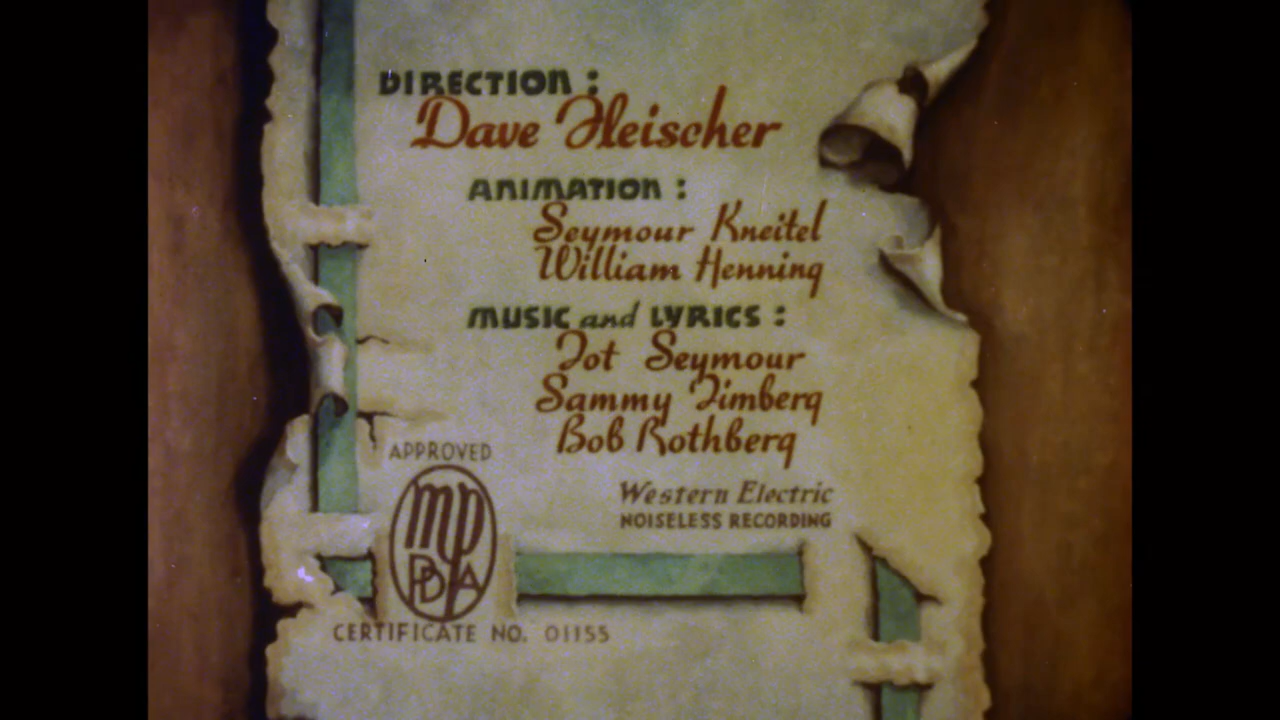 DIRECTION :
Dave Fleischer
ANIMATION :
Seymour Kneitel
William Henning
MUSIC and LYRICS :
Tot Seymour
Sammy Timberg
Bob Rothberg
APPROVED
MPPDA
Western Electric
NOISELESS RECORDING
CERTIFICATE NO. 01155